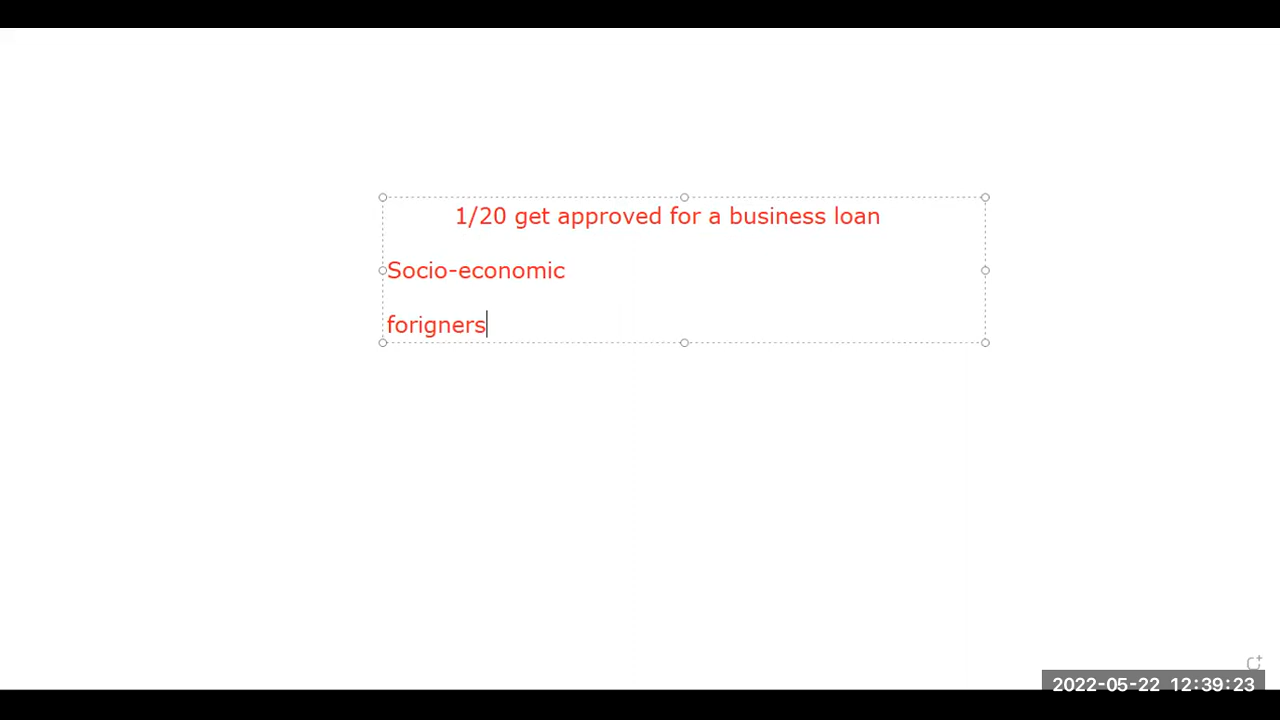 1/20 get approved for a business loan
Socio-economic
forigners
2022-05-22 12:39:23